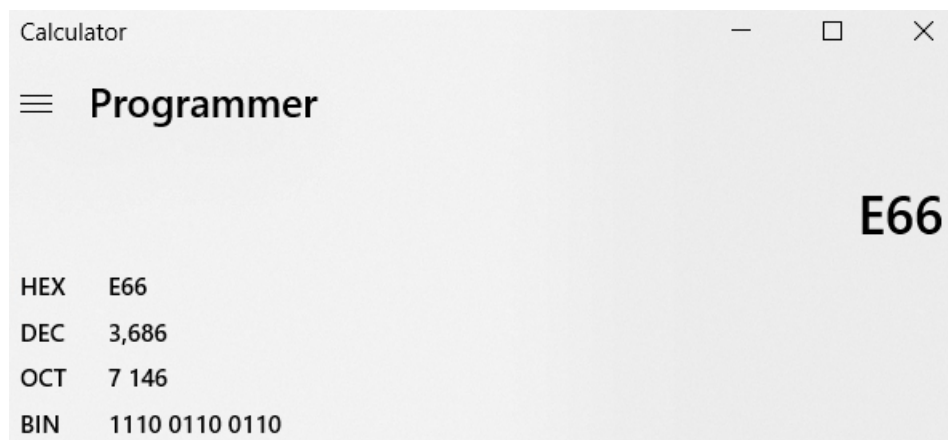 Calculator
Programmer
E66
HEX E66
DEC 3,686
OCT 7 146
BIN 1110 0110 0110